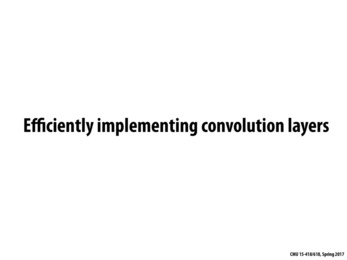 Efficiently implementing convolution layers
CMU 15-418/618, Spring 2017